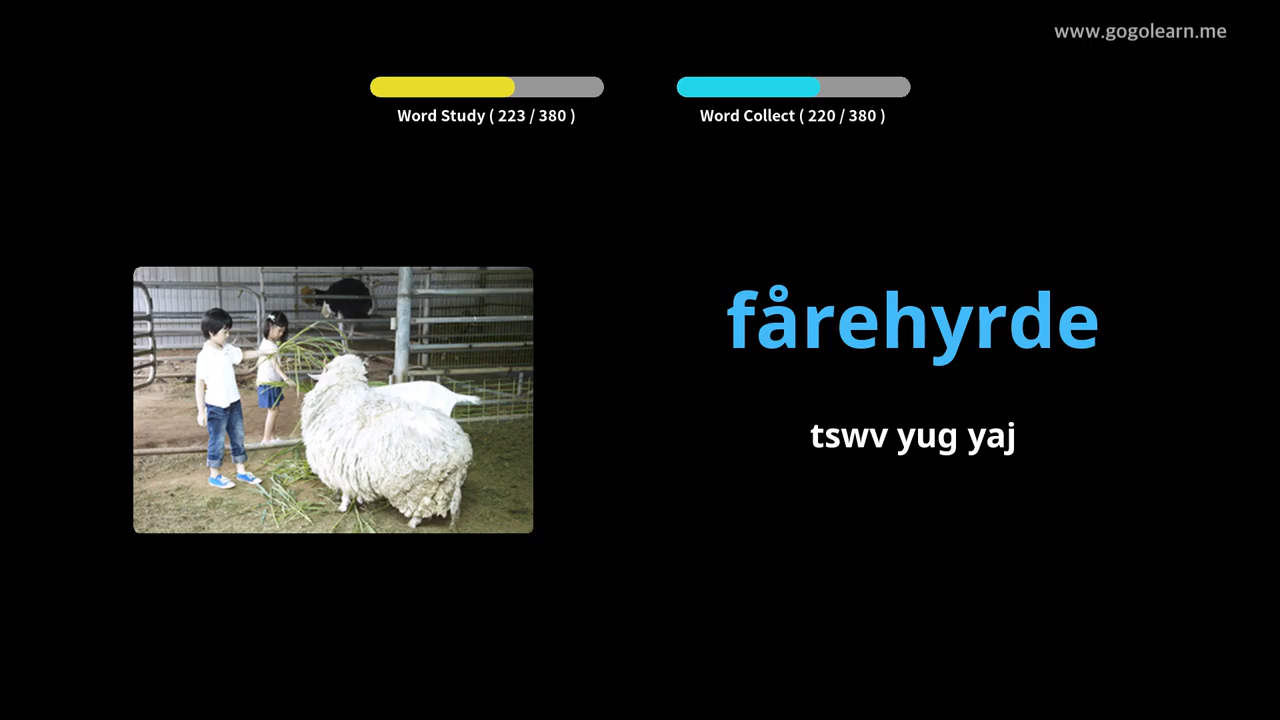 www.gogolearn.me
Word Study ( 223 / 380 )
Word Collect ( 220 / 380 )
fårehyrde
tswv yug yaj